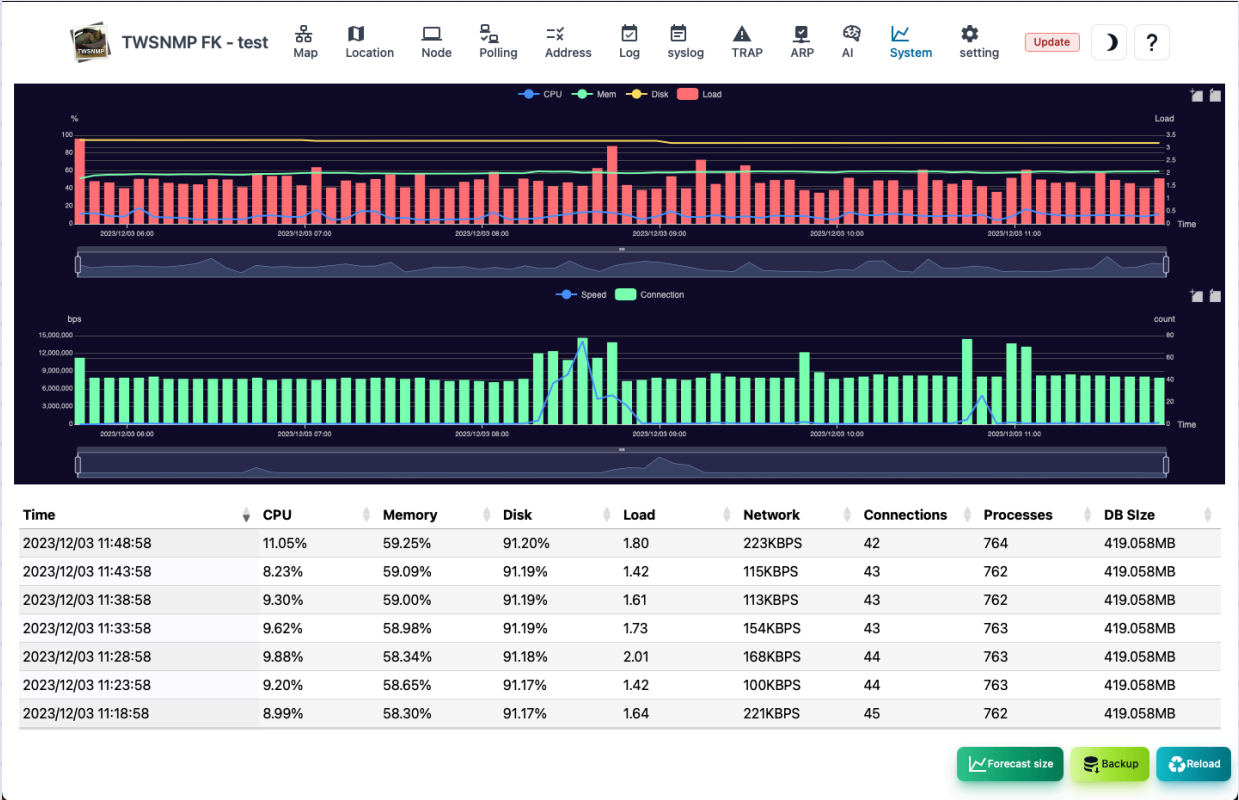 TWSNMP FK - test
TWSNMP
Map Location Node Polling Address Log syslog TRAP ARP AI System setting Update ?
CPU Mem Disk Load
% Load
100 3.5
3
80 2.5
60 2
40 1.5
1
20 0.5
0 0 Time
2023/12/03 06:00 2023/12/03 07:00 2023/12/03 08:00 2023/12/03 09:00 2023/12/03 10:00 2023/12/03 11:00
Speed Connection
bps count
15,000,000 80
12,000,000 60
9,000,000
6,000,000 40
3,000,000 20
0 0 Time
2023/12/03 06:00 2023/12/03 07:00 2023/12/03 08:00 2023/12/03 09:00 2023/12/03 10:00 2023/12/03 11:00
Time CPU Memory Disk Load Network Connections Processes DB SIze
2023/12/03 11:48:58 11.05% 59.25% 91.20% 1.80 223KBPS 42 764 419.058MB
2023/12/03 11:43:58 8.23% 59.09% 91.19% 1.42 115KBPS 43 762 419.058MB
2023/12/03 11:38:58 9.30% 59.00% 91.19% 1.61 113KBPS 43 762 419.058MB
2023/12/03 11:33:58 9.62% 58.98% 91.19% 1.73 154KBPS 43 763 419.058MB
2023/12/03 11:28:58 9.88% 58.34% 91.18% 2.01 168KBPS 44 763 419.058MB
2023/12/03 11:23:58 9.20% 58.65% 91.17% 1.42 100KBPS 44 763 419.058MB
2023/12/03 11:18:58 8.99% 58.30% 91.17% 1.64 221KBPS 45 762 419.058MB
Forecast size Backup Reload